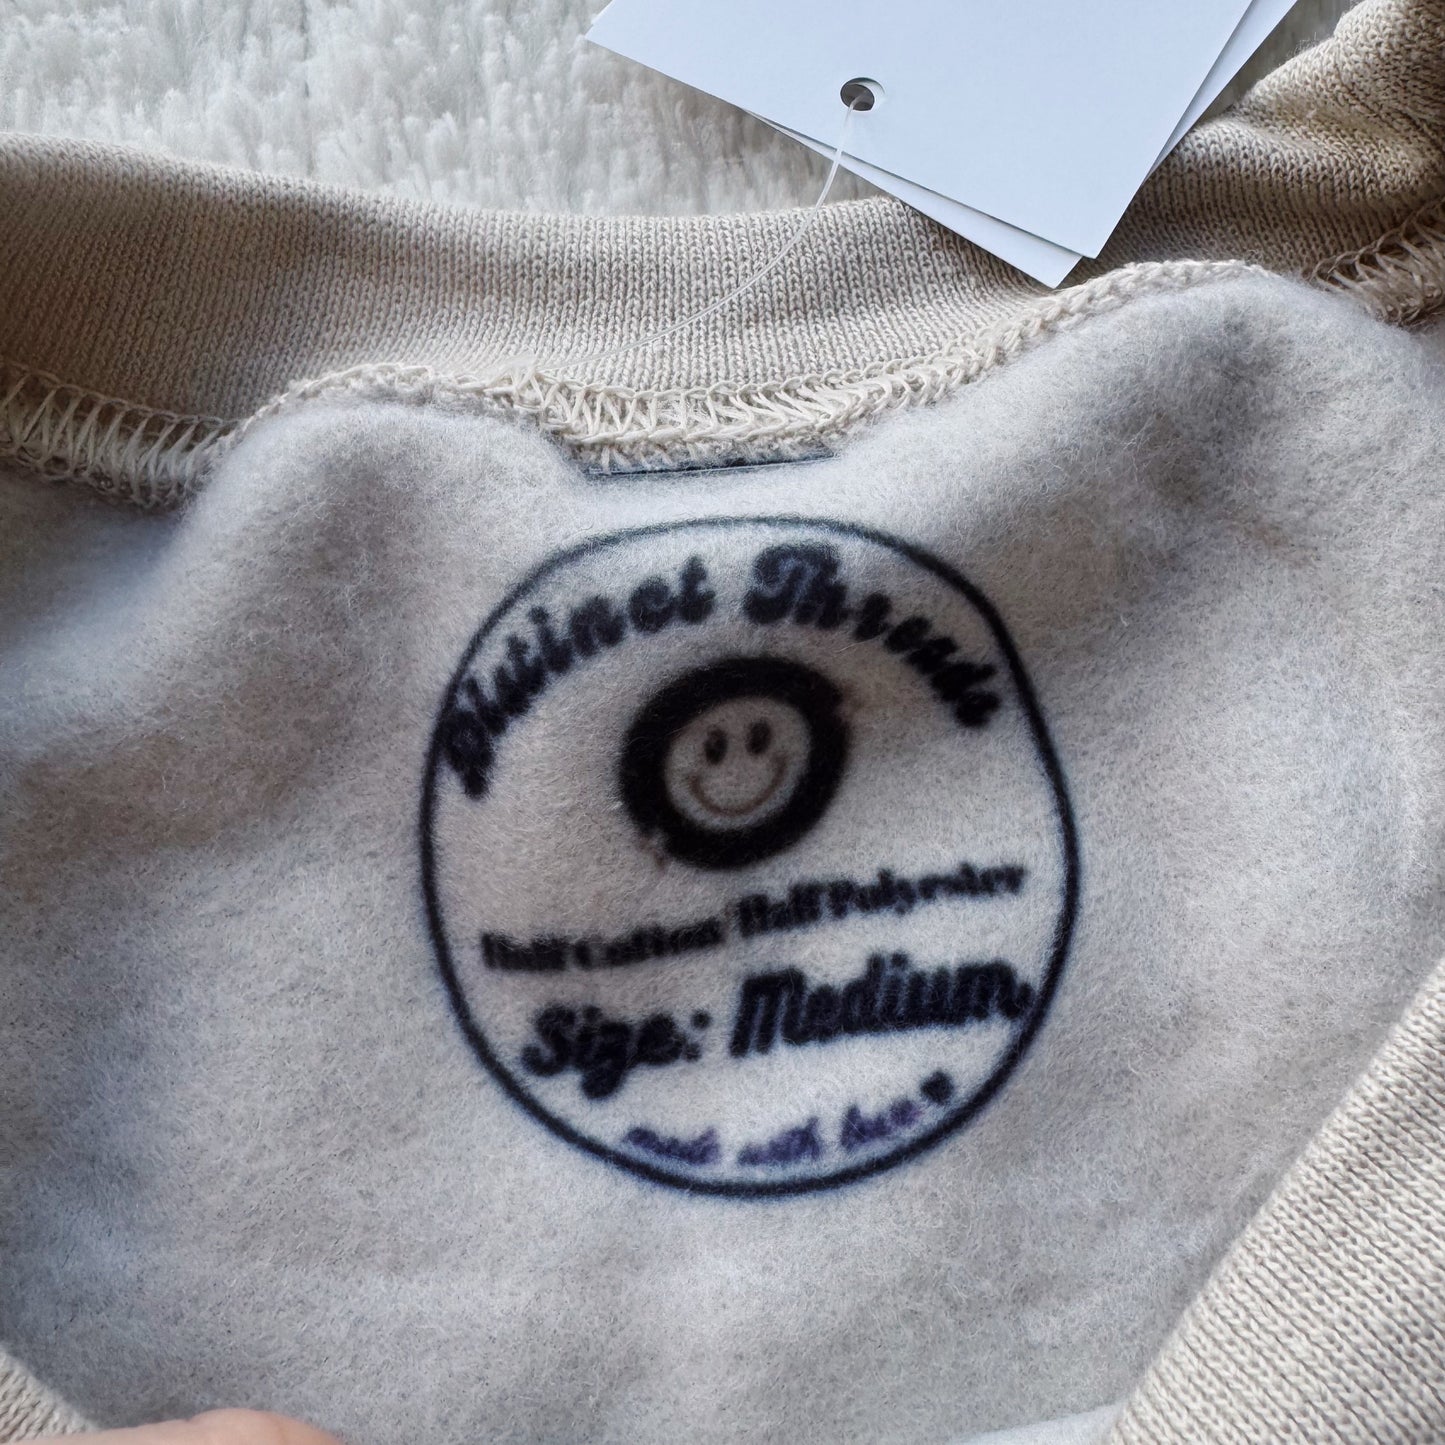 Distinct Threads
Half Cotton Half Polyester
Size: Medium
made with love